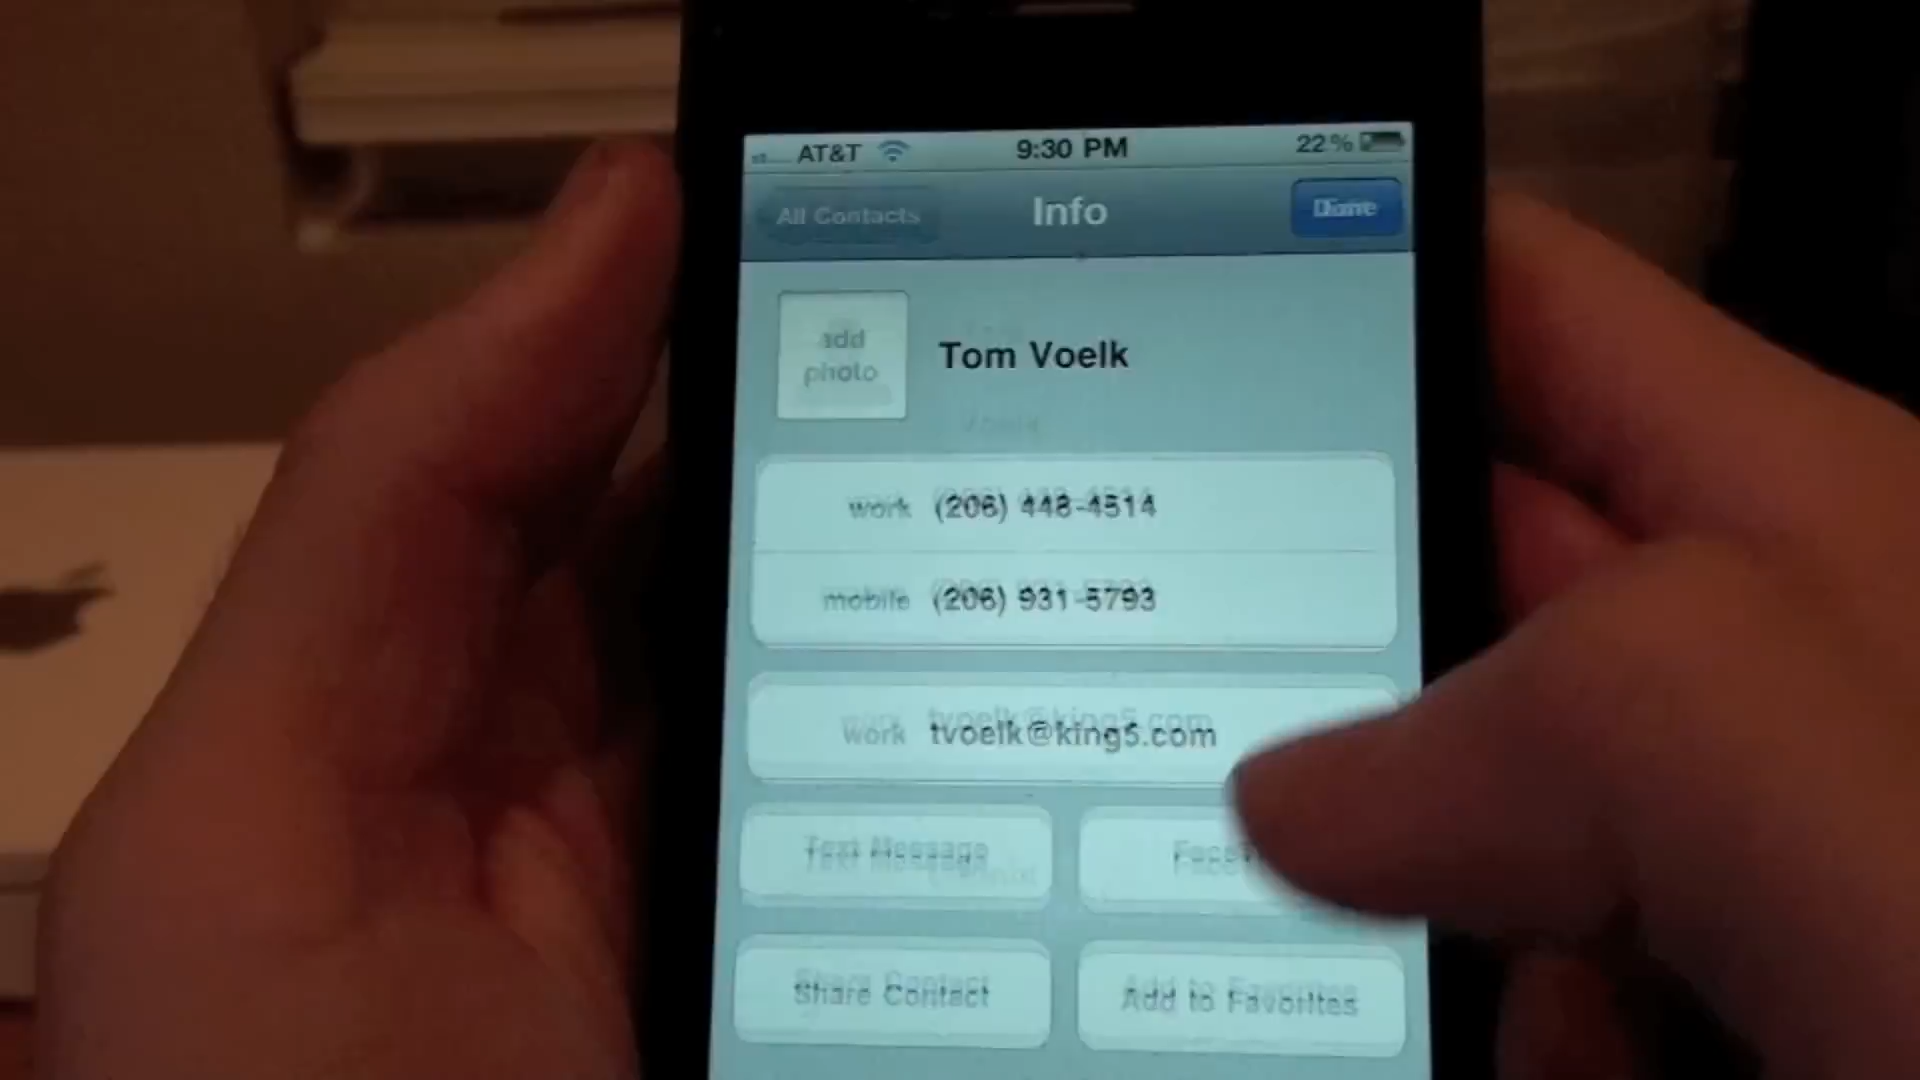 AT&T 9:30 PM 22%
All Contacts Info Done
add
photo
Tom Voelk
work (206) 448-4514
mobile (206) 931-5793
work tvoelk@king5.com
Text Message
Share Contact Add to Favorites